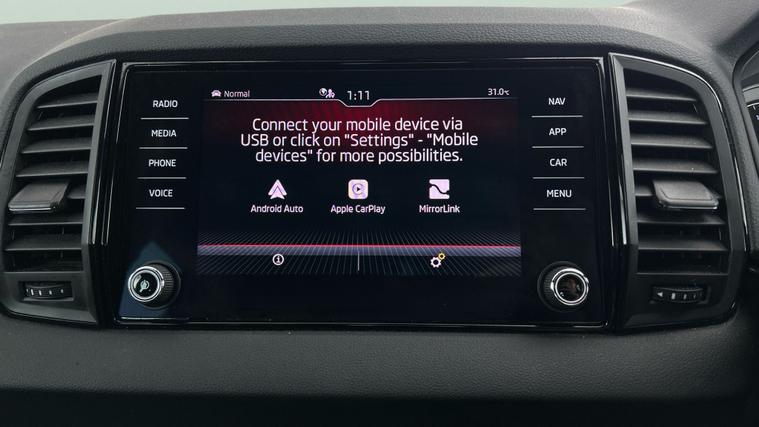 Normal
1:11
31.0°C
RADIO
MEDIA
PHONE
VOICE
Connect your mobile device via
USB or click on "Settings" - "Mobile
devices" for more possibilities.
Android Auto
Apple CarPlay
MirrorLink
NAV
APP
CAR
MENU